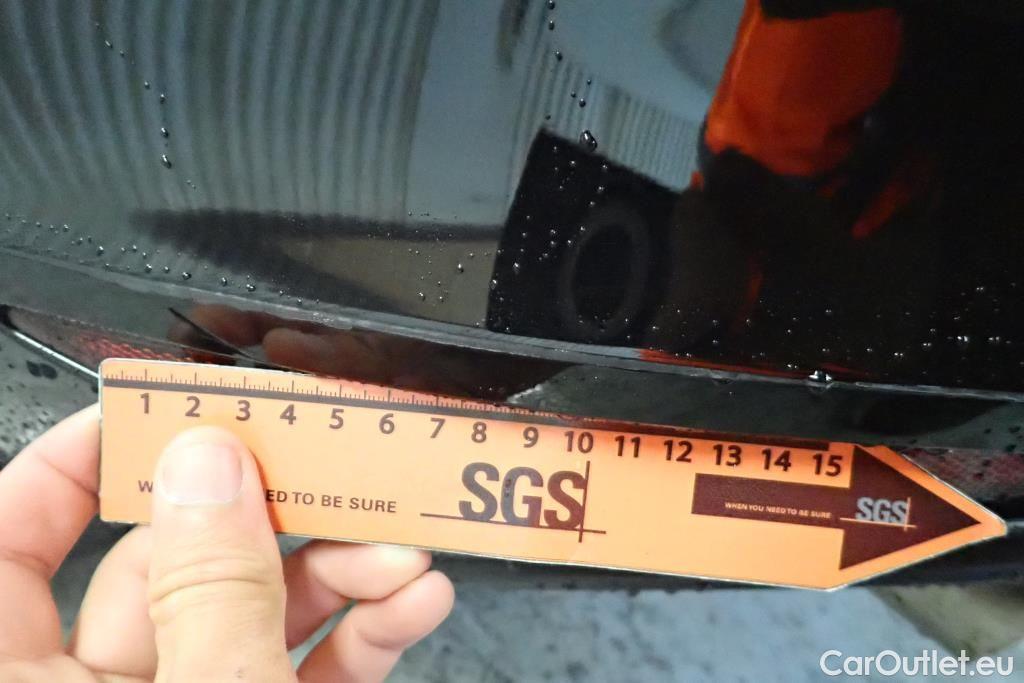 1 2 3 4 5 6 7 8 9 10 11 12 13 14 15
W ED TO BE SURE
SGS
WHEN YOU NEED TO BE SURE
SGS
CarOutlet.eu